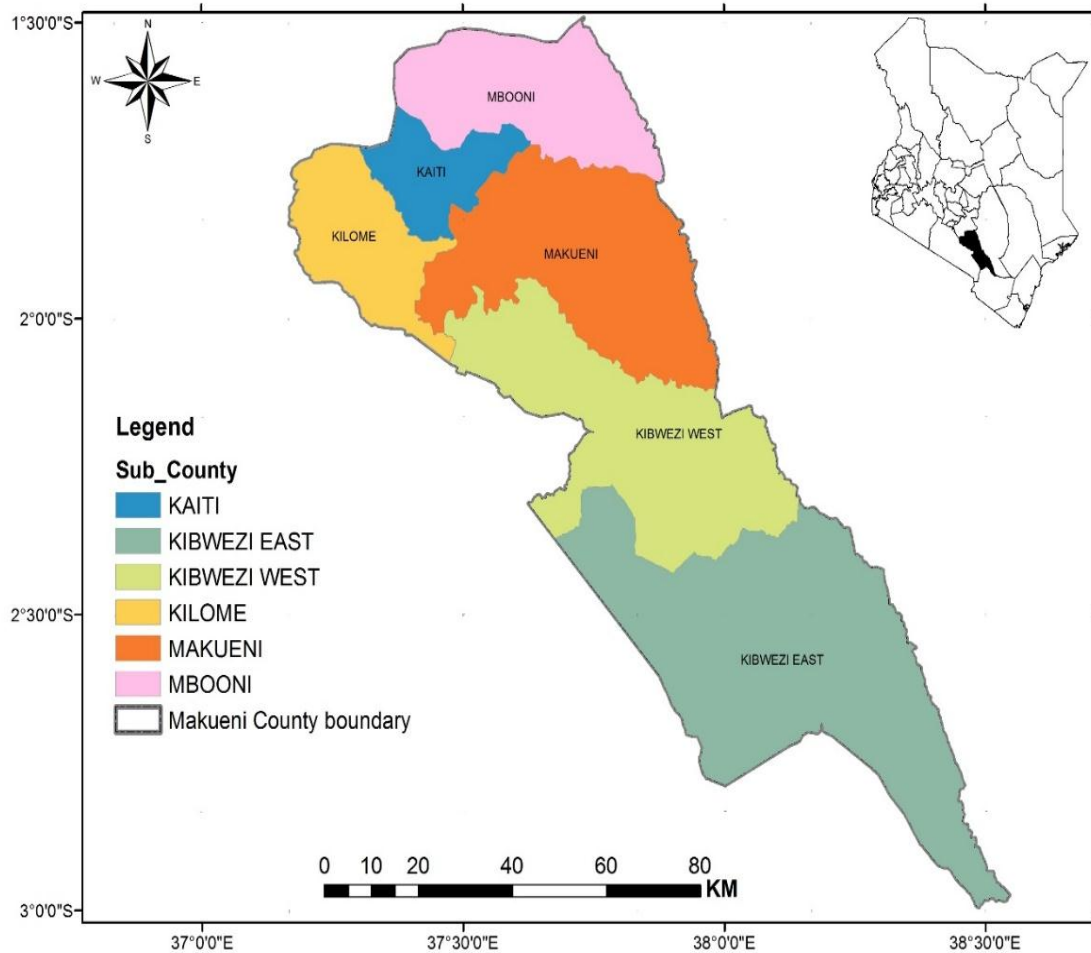 1°30'0"S
2°0'0"S
2°30'0"S
3°0'0"S
N
W E
S
MBOONI
KAITI
KILOME
MAKUENI
KIBWEZI WEST
KIBWEZI EAST
Legend
Sub_County
KAITI
KIBWEZI EAST
KIBWEZI WEST
KILOME
MAKUENI
MBOONI
Makueni County boundary
0 10 20 40 60 80
KM
37°0'0"E 37°30'0"E 38°0'0"E 38°30'0"E